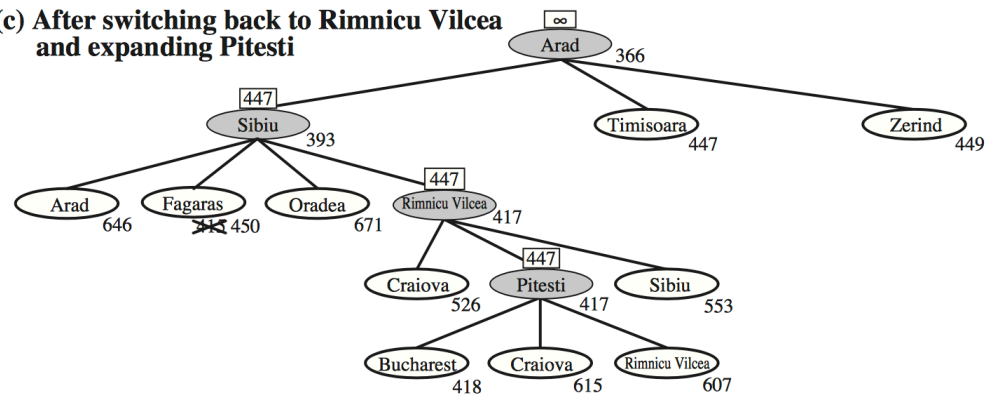 (c) After switching back to Rimnicu Vilcea
and expanding Pitesti
∞
Arad
366
447
Sibiu
393
Timisoara
447
Zerind
449
Arad
646
Fagaras
415 450
Oradea
671
447
Rimnicu Vilcea
417
Craiova
526
447
Pitesti
417
Sibiu
553
Bucharest
418
Craiova
615
Rimnicu Vilcea
607